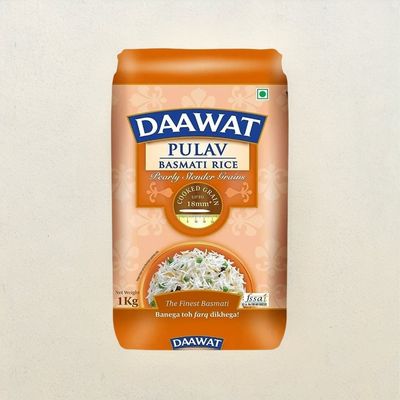 DAAWAT
PULAV
BASMATI RICE
Pearly Slender Grains
COOKED GRAIN
UPTO
18mm*
Net Weight
1Kg
The Finest Basmati
Banega toh farq dikhega!
fssai
DAAWAT